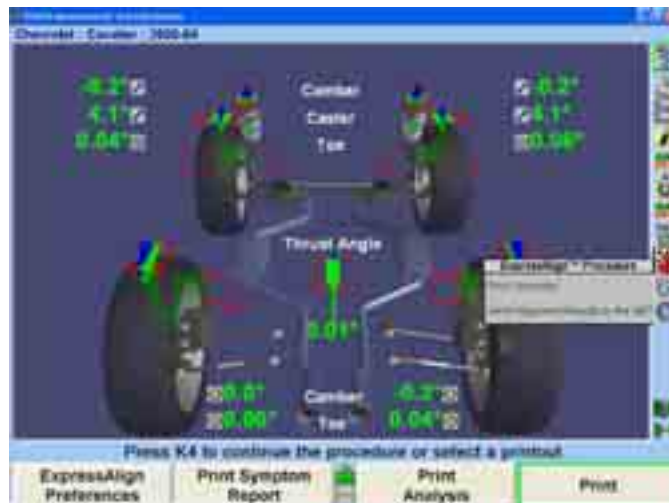 Chevrolet : Cavalier : 2000-04
-0.2° Camber -0.2°
4.1° Caster 4.1°
0.04° Toe 0.06°
Thrust Angle
ExpressAlign™ Procedure
0.01°
0.0° Camber -0.2°
0.00° Toe 0.04°
Press K4 to continue the procedure or select a printout
ExpressAlign Preferences
Print Symptom Report
Print Analysis
Print